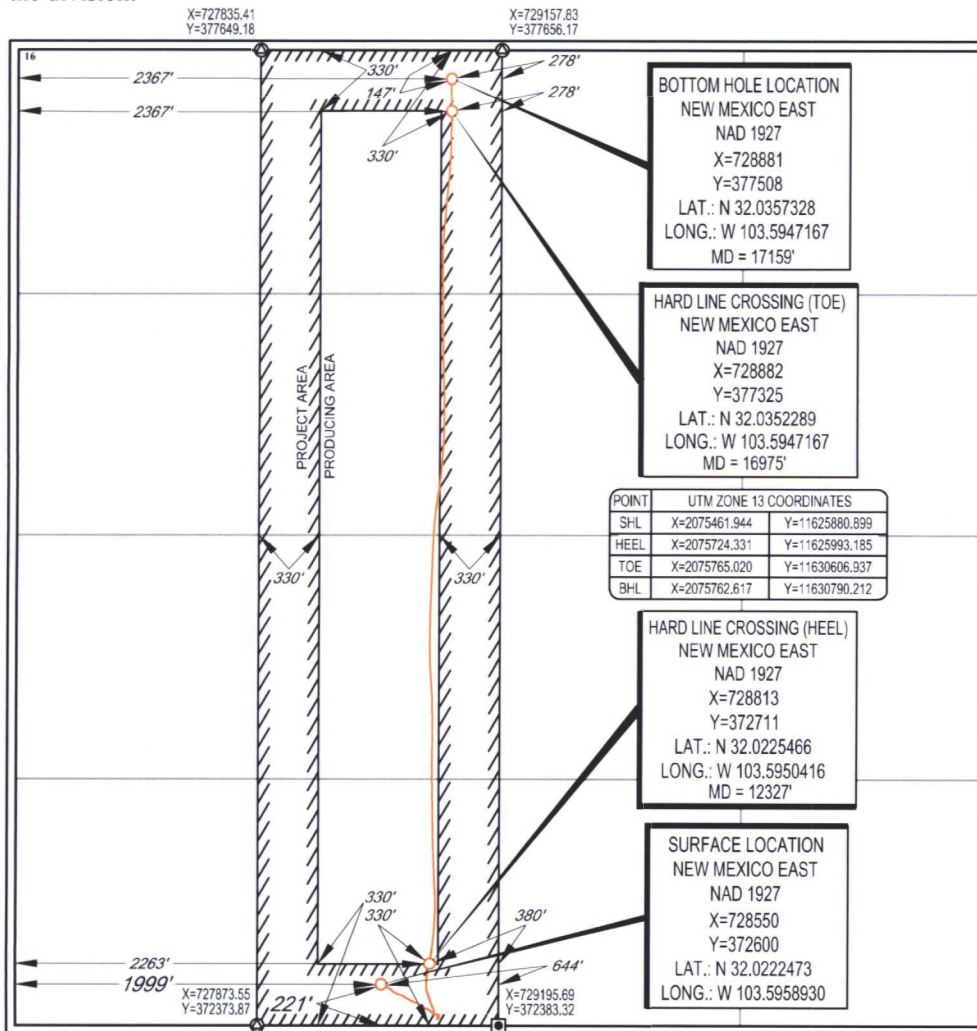 X=727835.41
Y=377649.18
X=729157.83
Y=377656.17
16
2367'
330'
147'
278'
2367'
278'
330'
BOTTOM HOLE LOCATION
NEW MEXICO EAST
NAD 1927
X=728881
Y=377508
LAT.: N 32.0357328
LONG.: W 103.5947167
MD = 17159'
HARD LINE CROSSING (TOE)
NEW MEXICO EAST
NAD 1927
X=728882
Y=377325
LAT.: N 32.0352289
LONG.: W 103.5947167
MD = 16975'
PROJECT AREA
PRODUCING AREA
POINT UTM ZONE 13 COORDINATES
SHL X=2075461.944 Y=11625880.899
HEEL X=2075724.331 Y=11625993.185
TOE X=2075765.020 Y=11630606.937
BHL X=2075762.617 Y=11630790.212
330'
330'
HARD LINE CROSSING (HEEL)
NEW MEXICO EAST
NAD 1927
X=728813
Y=372711
LAT.: N 32.0225466
LONG.: W 103.5950416
MD = 12327'
SURFACE LOCATION
NEW MEXICO EAST
NAD 1927
X=728550
Y=372600
LAT.: N 32.0222473
LONG.: W 103.5958930
330'
330'
380'
2263'
644'
1999'
X=727873.55
Y=372373.87
221'
X=729195.69
Y=372383.32